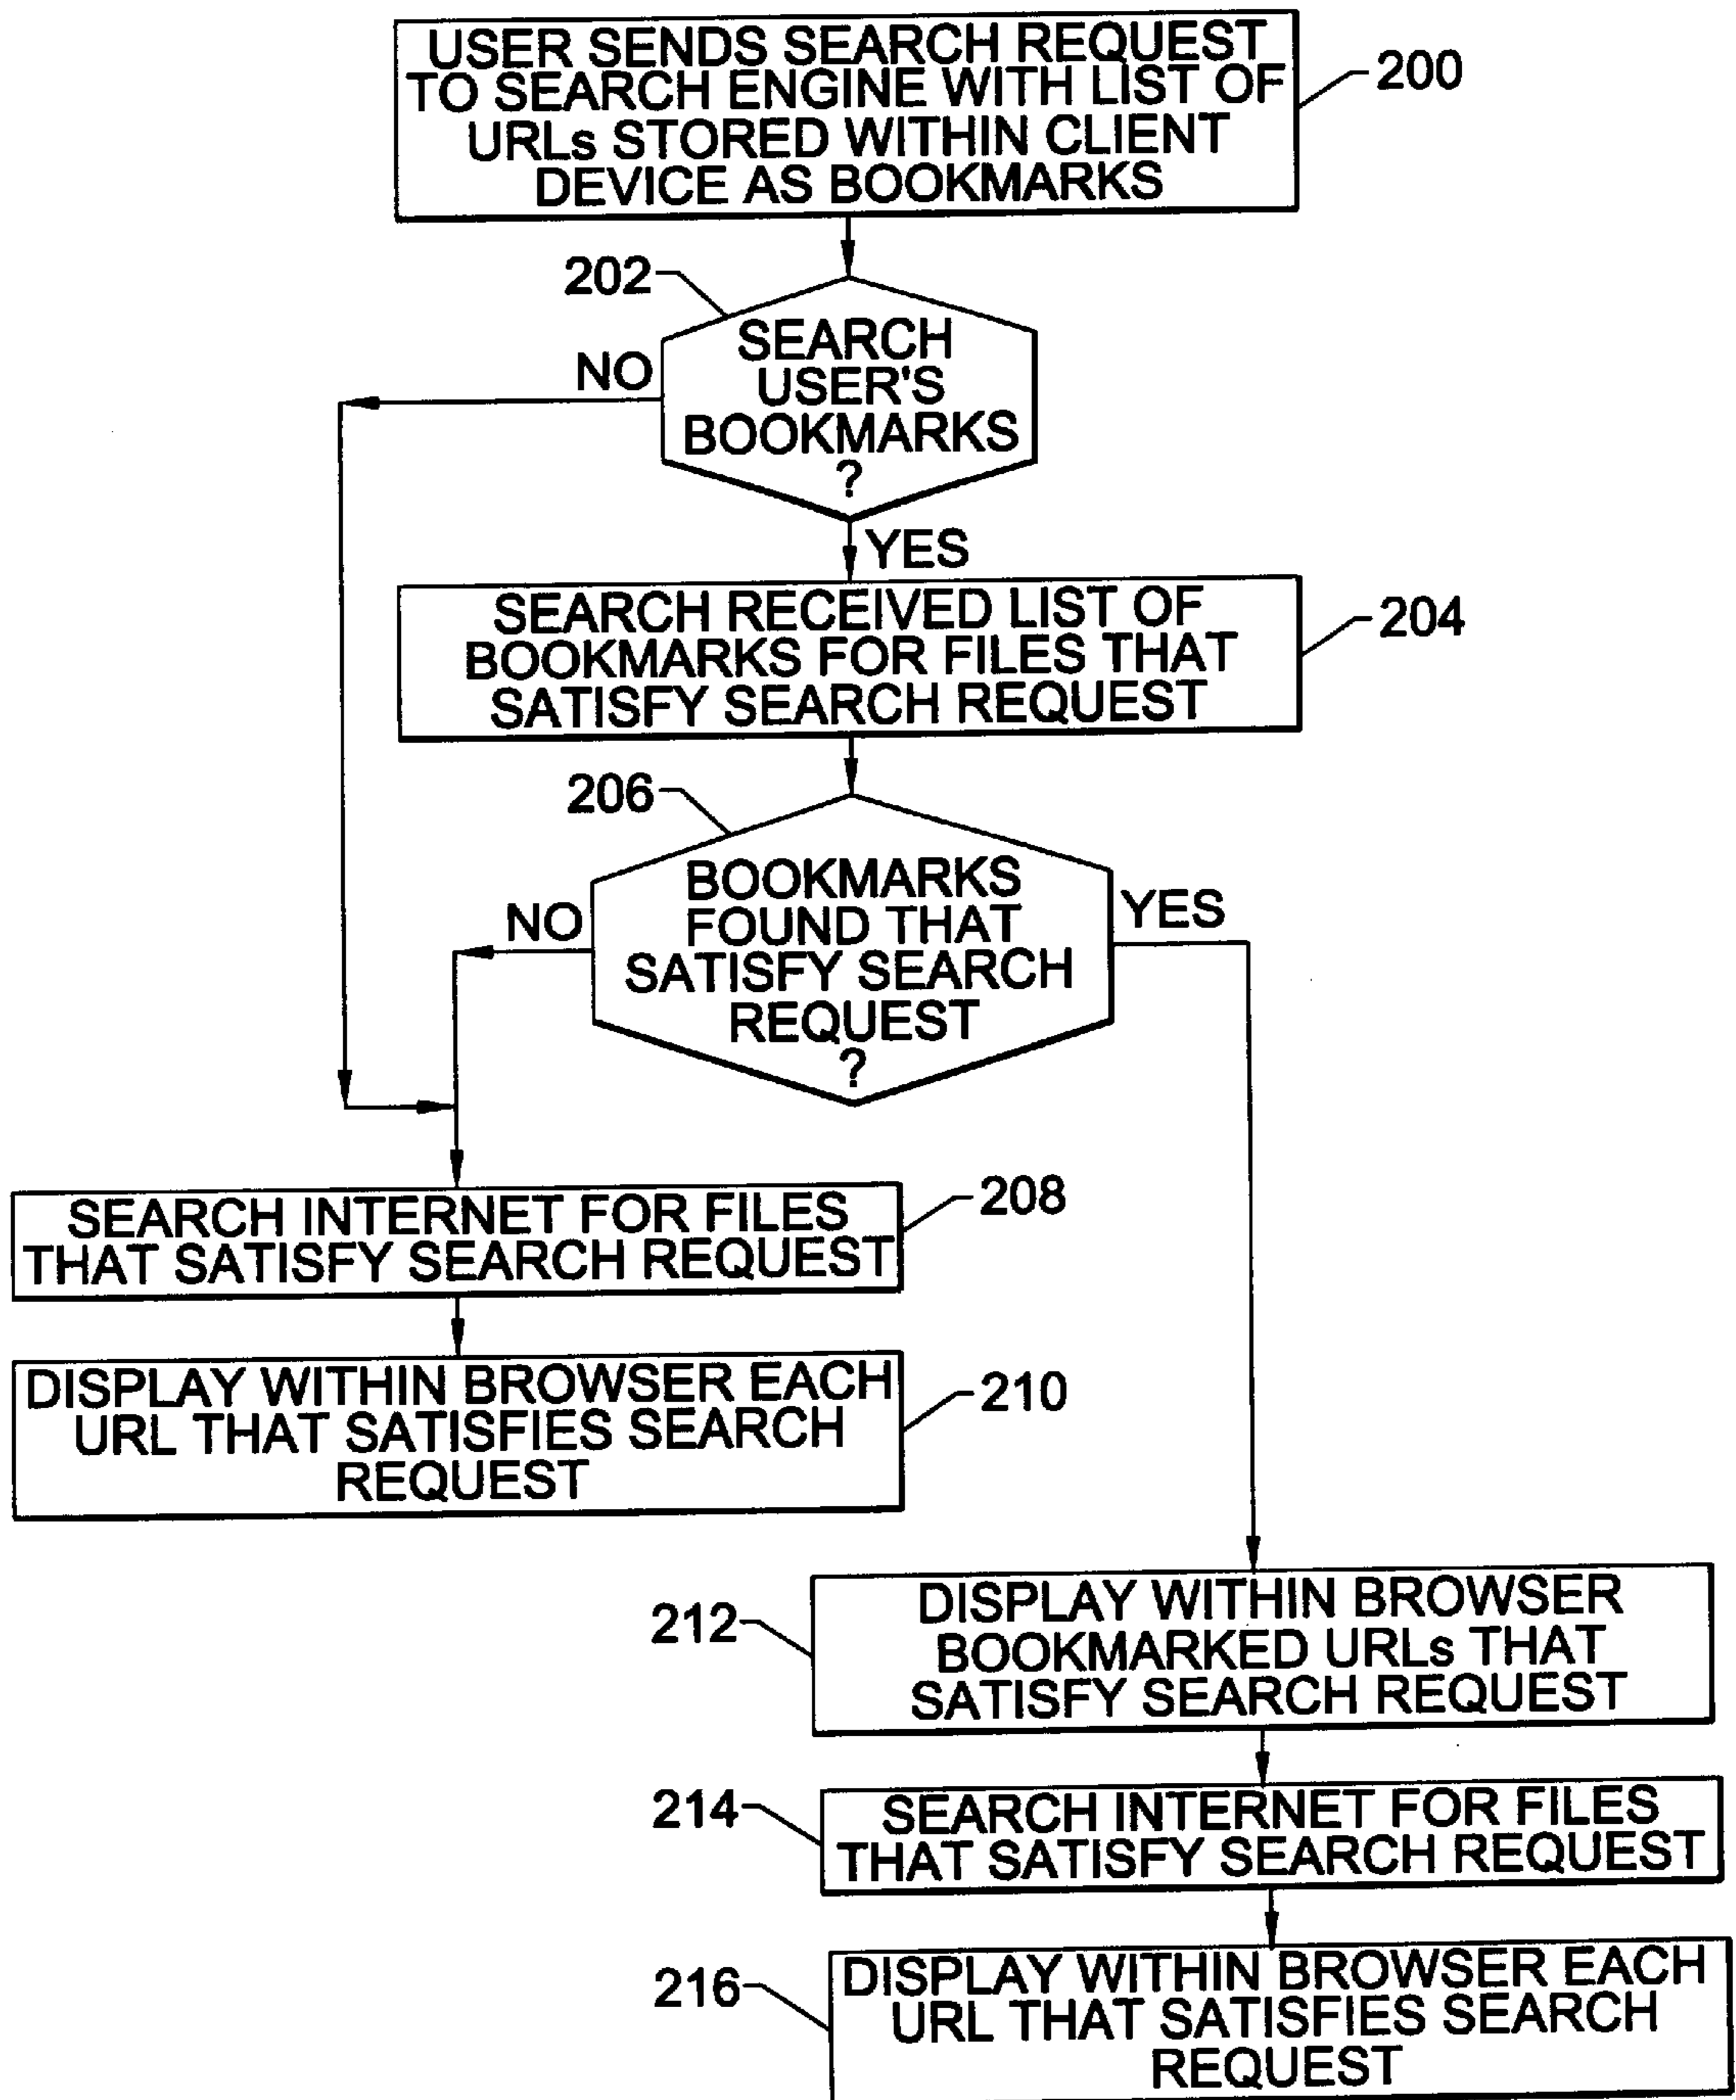 USER SENDS SEARCH REQUEST
TO SEARCH ENGINE WITH LIST OF
URLs STORED WITHIN CLIENT
DEVICE AS BOOKMARKS
200
202
SEARCH
USER'S
BOOKMARKS
?
NO
YES
SEARCH RECEIVED LIST OF
BOOKMARKS FOR FILES THAT
SATISFY SEARCH REQUEST
204
206
BOOKMARKS
FOUND THAT
SATISFY SEARCH
REQUEST
?
NO
YES
SEARCH INTERNET FOR FILES
THAT SATISFY SEARCH REQUEST
208
DISPLAY WITHIN BROWSER EACH
URL THAT SATISFIES SEARCH
REQUEST
210
212
DISPLAY WITHIN BROWSER
BOOKMARKED URLs THAT
SATISFY SEARCH REQUEST
214
SEARCH INTERNET FOR FILES
THAT SATISFY SEARCH REQUEST
216
DISPLAY WITHIN BROWSER EACH
URL THAT SATISFIES SEARCH
REQUEST